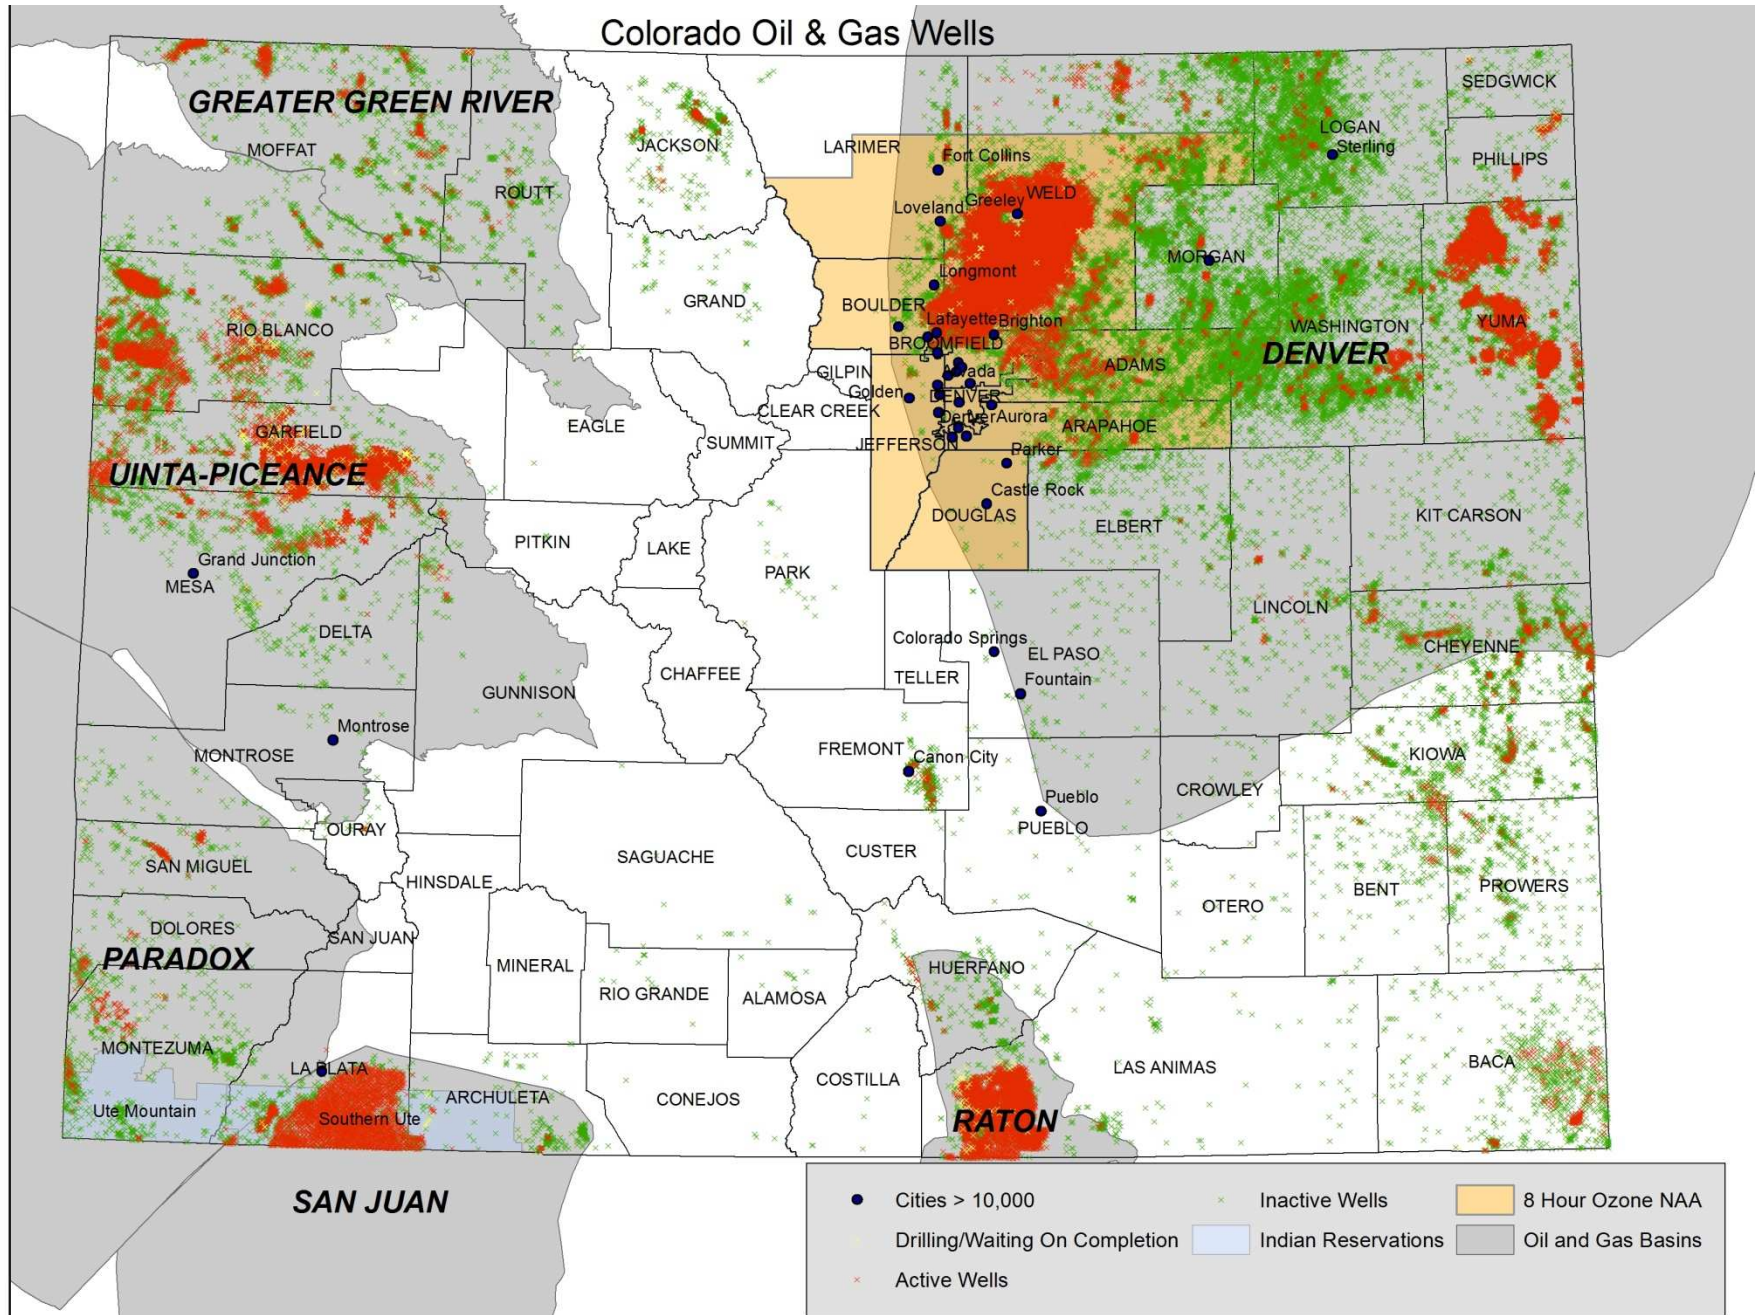 Colorado Oil & Gas Wells
SEDGWICK
GREATER GREEN RIVER
LOGAN
Sterling
MOFFAT
JACKSON
LARIMER
Fort Collins
PHILLIPS
ROUTT
WELD
Greeley
Loveland
MORGAN
Longmont
GRAND
BOULDER
RIO BLANCO
Lafayette
Brighton
WASHINGTON
YUMA
BROOMFIELD
DENVER
ADAMS
GILPIN
Arvada
Golden
DENVER
CLEAR CREEK
Denver
Aurora
EAGLE
ARAPAHOE
GARFIELD
SUMMIT
JEFFERSON
Parker
UINTA-PICEANCE
Castle Rock
DOUGLAS
ELBERT
KIT CARSON
PITKIN
LAKE
Grand Junction
PARK
MESA
LINCOLN
DELTA
Colorado Springs
CHEYENNE
EL PASO
CHAFFEE
TELLER
Fountain
GUNNISON
Montrose
MONTROSE
FREMONT
Canon City
KIOWA
CROWLEY
Pueblo
PUEBLO
OURAY
SAGUACHE
CUSTER
SAN MIGUEL
HINSDALE
BENT
PROWERS
OTERO
DOLORES
SAN JUAN
PARADOX
MINERAL
HUERFANO
RIO GRANDE
ALAMOSA
MONTEZUMA
LA PLATA
LAS ANIMAS
BACA
COSTILLA
ARCHULETA
CONEJOS
Ute Mountain
Southern Ute
RATON
SAN JUAN
Cities > 10,000
Inactive Wells
8 Hour Ozone NAA
Drilling/Waiting On Completion
Indian Reservations
Oil and Gas Basins
Active Wells